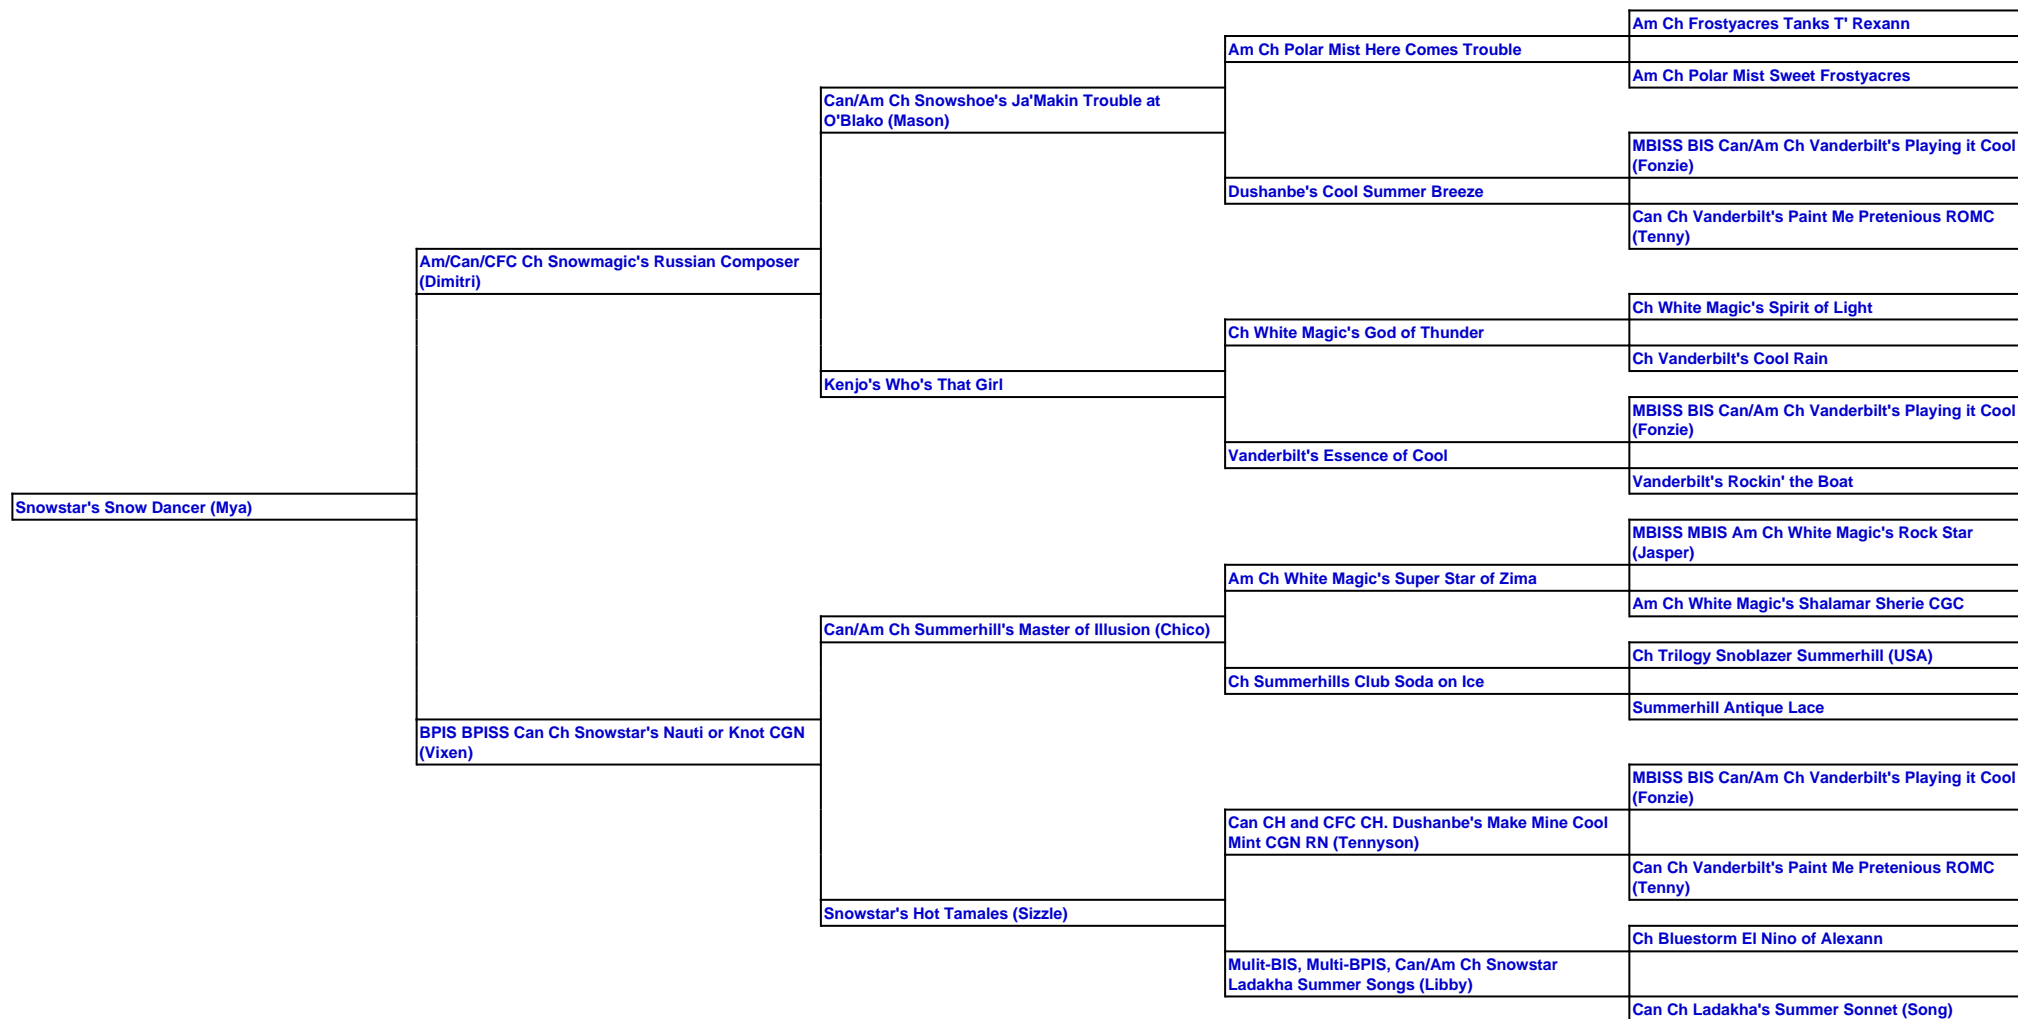 Am Ch Frostyacres Tanks T' Rexann
Am Ch Polar Mist Here Comes Trouble
Am Ch Polar Mist Sweet Frostyacres
Can/Am Ch Snowshoe's Ja'Makin Trouble at
O'Blako (Mason)
MBISS BIS Can/Am Ch Vanderbilt's Playing it Cool
(Fonzie)
Dushanbe's Cool Summer Breeze
Can Ch Vanderbilt's Paint Me Pretenious ROMC
(Tenny)
Am/Can/CFC Ch Snowmagic's Russian Composer
(Dimitri)
Ch White Magic's Spirit of Light
Ch White Magic's God of Thunder
Ch Vanderbilt's Cool Rain
Kenjo's Who's That Girl
MBISS BIS Can/Am Ch Vanderbilt's Playing it Cool
(Fonzie)
Vanderbilt's Essence of Cool
Vanderbilt's Rockin' the Boat
Snowstar's Snow Dancer (Mya)
MBISS MBIS Am Ch White Magic's Rock Star
(Jasper)
Am Ch White Magic's Super Star of Zima
Am Ch White Magic's Shalamar Sherie CGC
Can/Am Ch Summerhill's Master of Illusion (Chico)
Ch Trilogy Snoblazer Summerhill (USA)
Ch Summerhills Club Soda on Ice
Summerhill Antique Lace
BPIS BPISS Can Ch Snowstar's Nauti or Knot CGN
(Vixen)
MBISS BIS Can/Am Ch Vanderbilt's Playing it Cool
(Fonzie)
Can CH and CFC CH. Dushanbe's Make Mine Cool
Mint CGN RN (Tennyson)
Can Ch Vanderbilt's Paint Me Pretenious ROMC
(Tenny)
Snowstar's Hot Tamales (Sizzle)
Ch Bluestorm El Nino of Alexann
Mulit-BIS, Multi-BPIS, Can/Am Ch Snowstar
Ladakha Summer Songs (Libby)
Can Ch Ladakha's Summer Sonnet (Song)